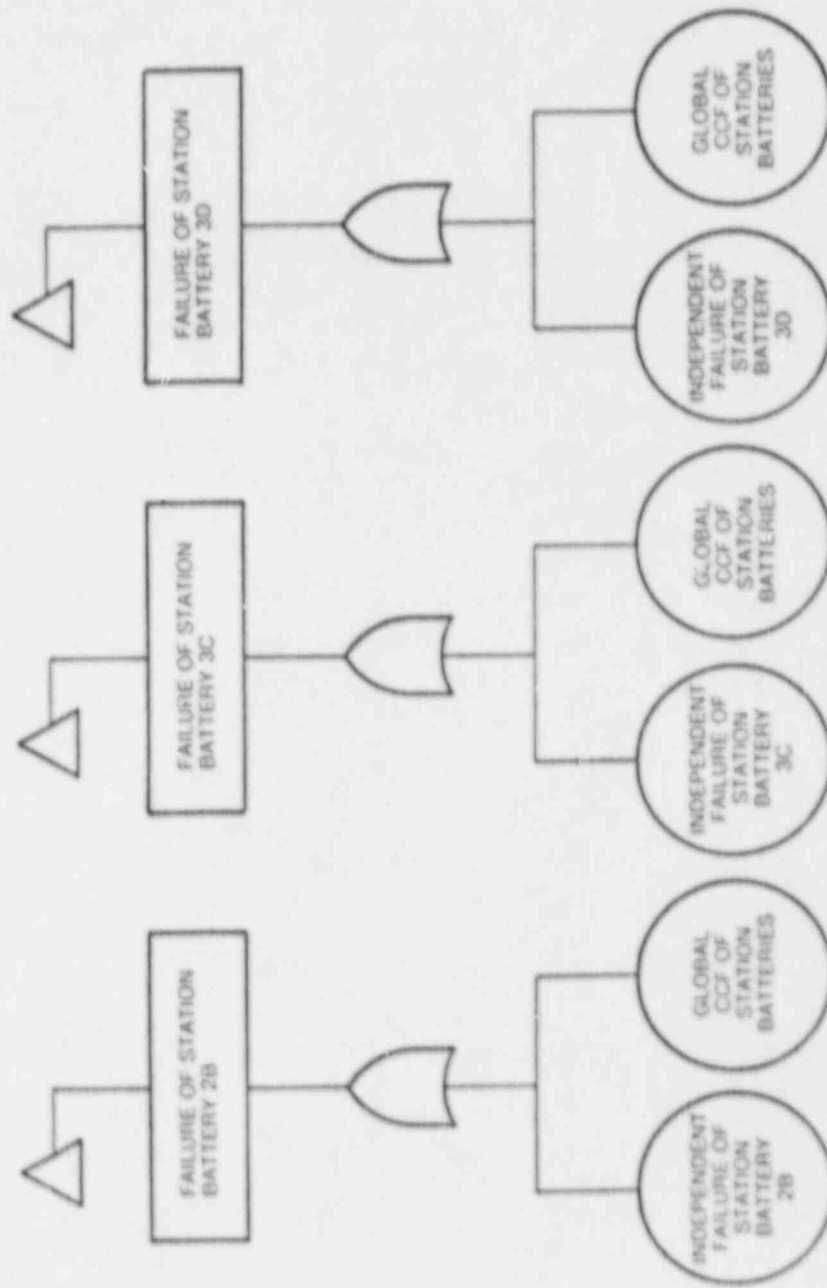 FAILURE OF STATION
BATTERY 2B
INDEPENDENT
FAILURE OF
STATION
BATTERY
2B
GLOBAL
CCF OF
STATION
BATTERIES
FAILURE OF STATION
BATTERY 3C
INDEPENDENT
FAILURE OF
STATION
BATTERY
3C
GLOBAL
CCF OF
STATION
BATTERIES
FAILURE OF STATION
BATTERY 3D
INDEPENDENT
FAILURE OF
STATION
BATTERY
3D
GLOBAL
CCF OF
STATION
BATTERIES